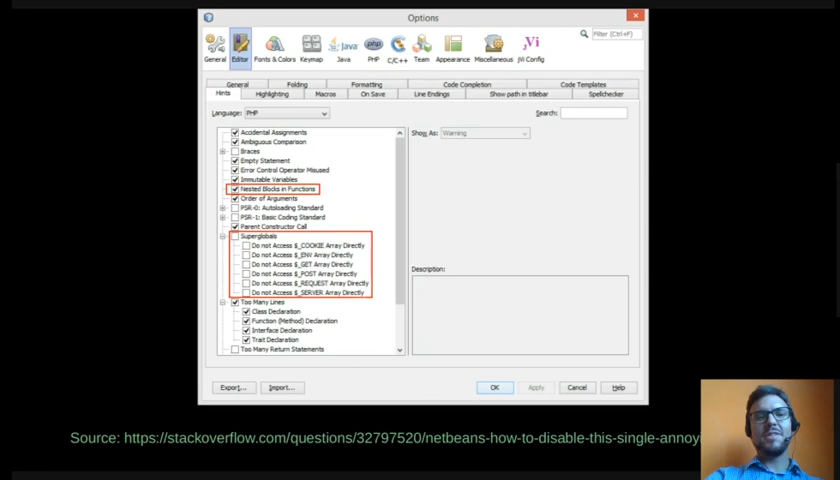 Options
Filter (Ctrl+F)
General Editor Fonts & Colors Keymap Java PHP C/C++ Team Appearance Miscellaneous jVi Config
General Folding Formatting Code Completion Code Templates
Hints Highlighting Macros On Save Line Endings Show path in titlebar Spellchecker
Language: PHP Search:
Accidental Assignments
Show As: Warning
Ambiguous Comparison
Braces
Empty Statement
Error Control Operator Misused
Immutable Variables
Nested Blocks in Functions
Order of Arguments
PSR-0: Autoloading Standard
PSR-1: Basic Coding Standard
Parent Constructor Call
Superglobals
Do not Access $_COOKIE Array Directly
Do not Access $_ENV Array Directly
Do not Access $_GET Array Directly
Do not Access $_POST Array Directly
Do not Access $_REQUEST Array Directly
Do not Access $_SERVER Array Directly
Too Many Lines
Class Declaration
Function (Method) Declaration
Interface Declaration
Trait Declaration
Too Many Return Statements
Description:
Export... Import... OK Apply Cancel Help
Source: https://stackoverflow.com/questions/32797520/netbeans-how-to-disable-this-single-annoyi